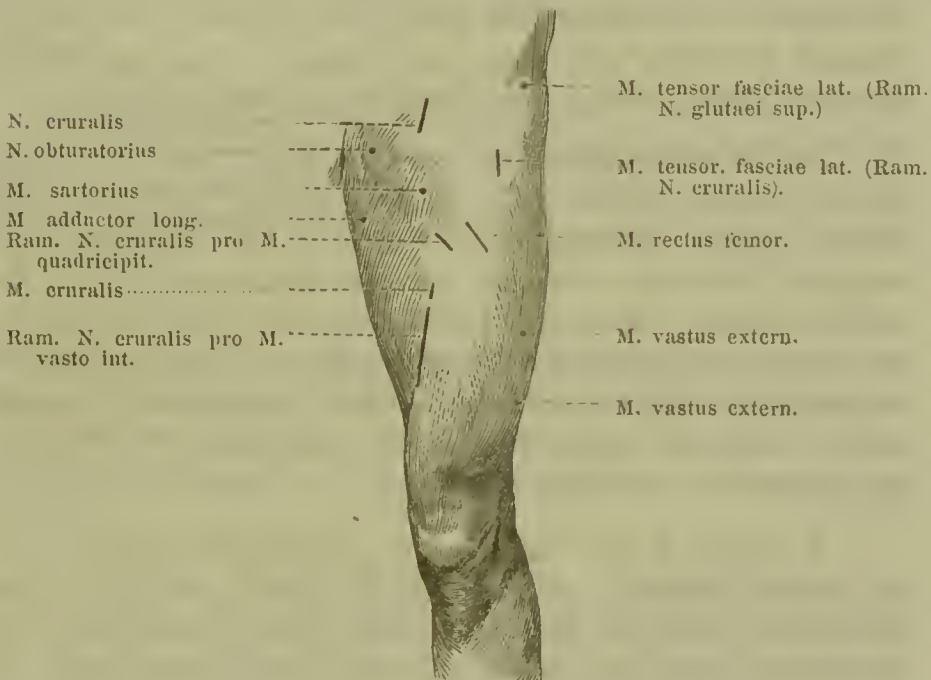 N. cruralis
N. obturatorius
M. sartorius
M adductor long.
Ram. N. cruralis pro M.
quadricipit.
M. cruralis
Ram. N. cruralis pro M.
vasto int.
M. tensor fasciae lat. (Ram.
N. glutaei sup.)
M. tensor. fasciae lat. (Ram.
N. cruralis).
M. rectus femor.
M. vastus extern.
M. vastus extern.